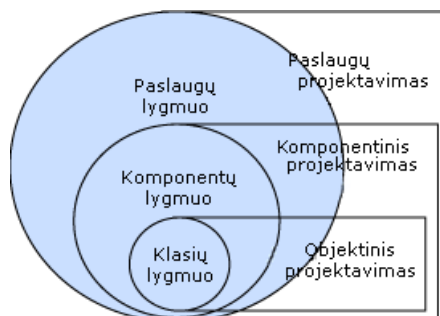 Paslaugų
projektavimas
Paslaugų
lygmuo
Komponentinis
projektavimas
Komponentų
lygmuo
Objektinis
projektavimas
Klasių
lygmuo